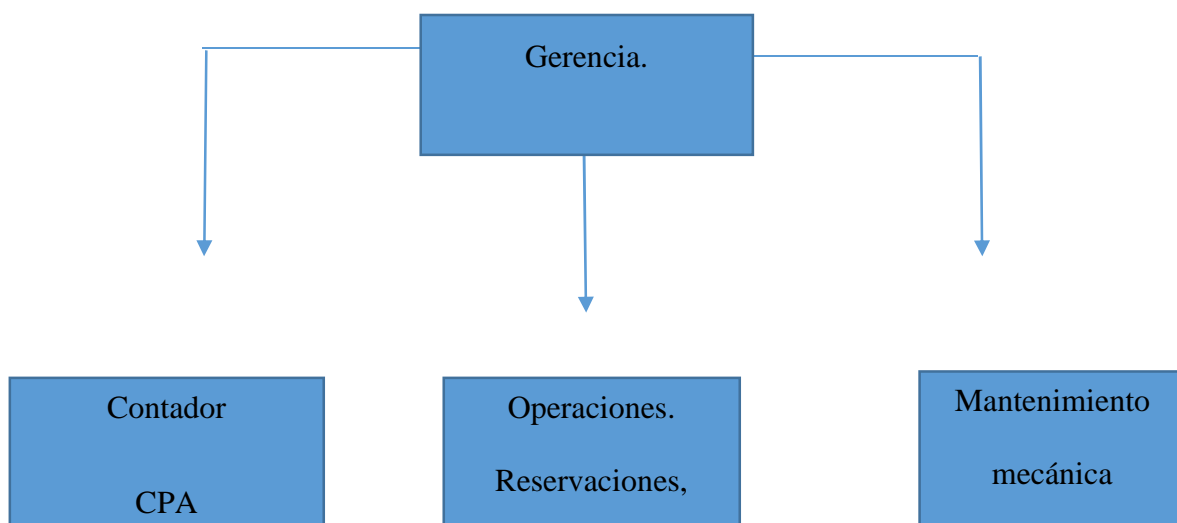 Gerencia.
Contador
CPA
Operaciones.
Reservaciones,
Mantenimiento
mecánica